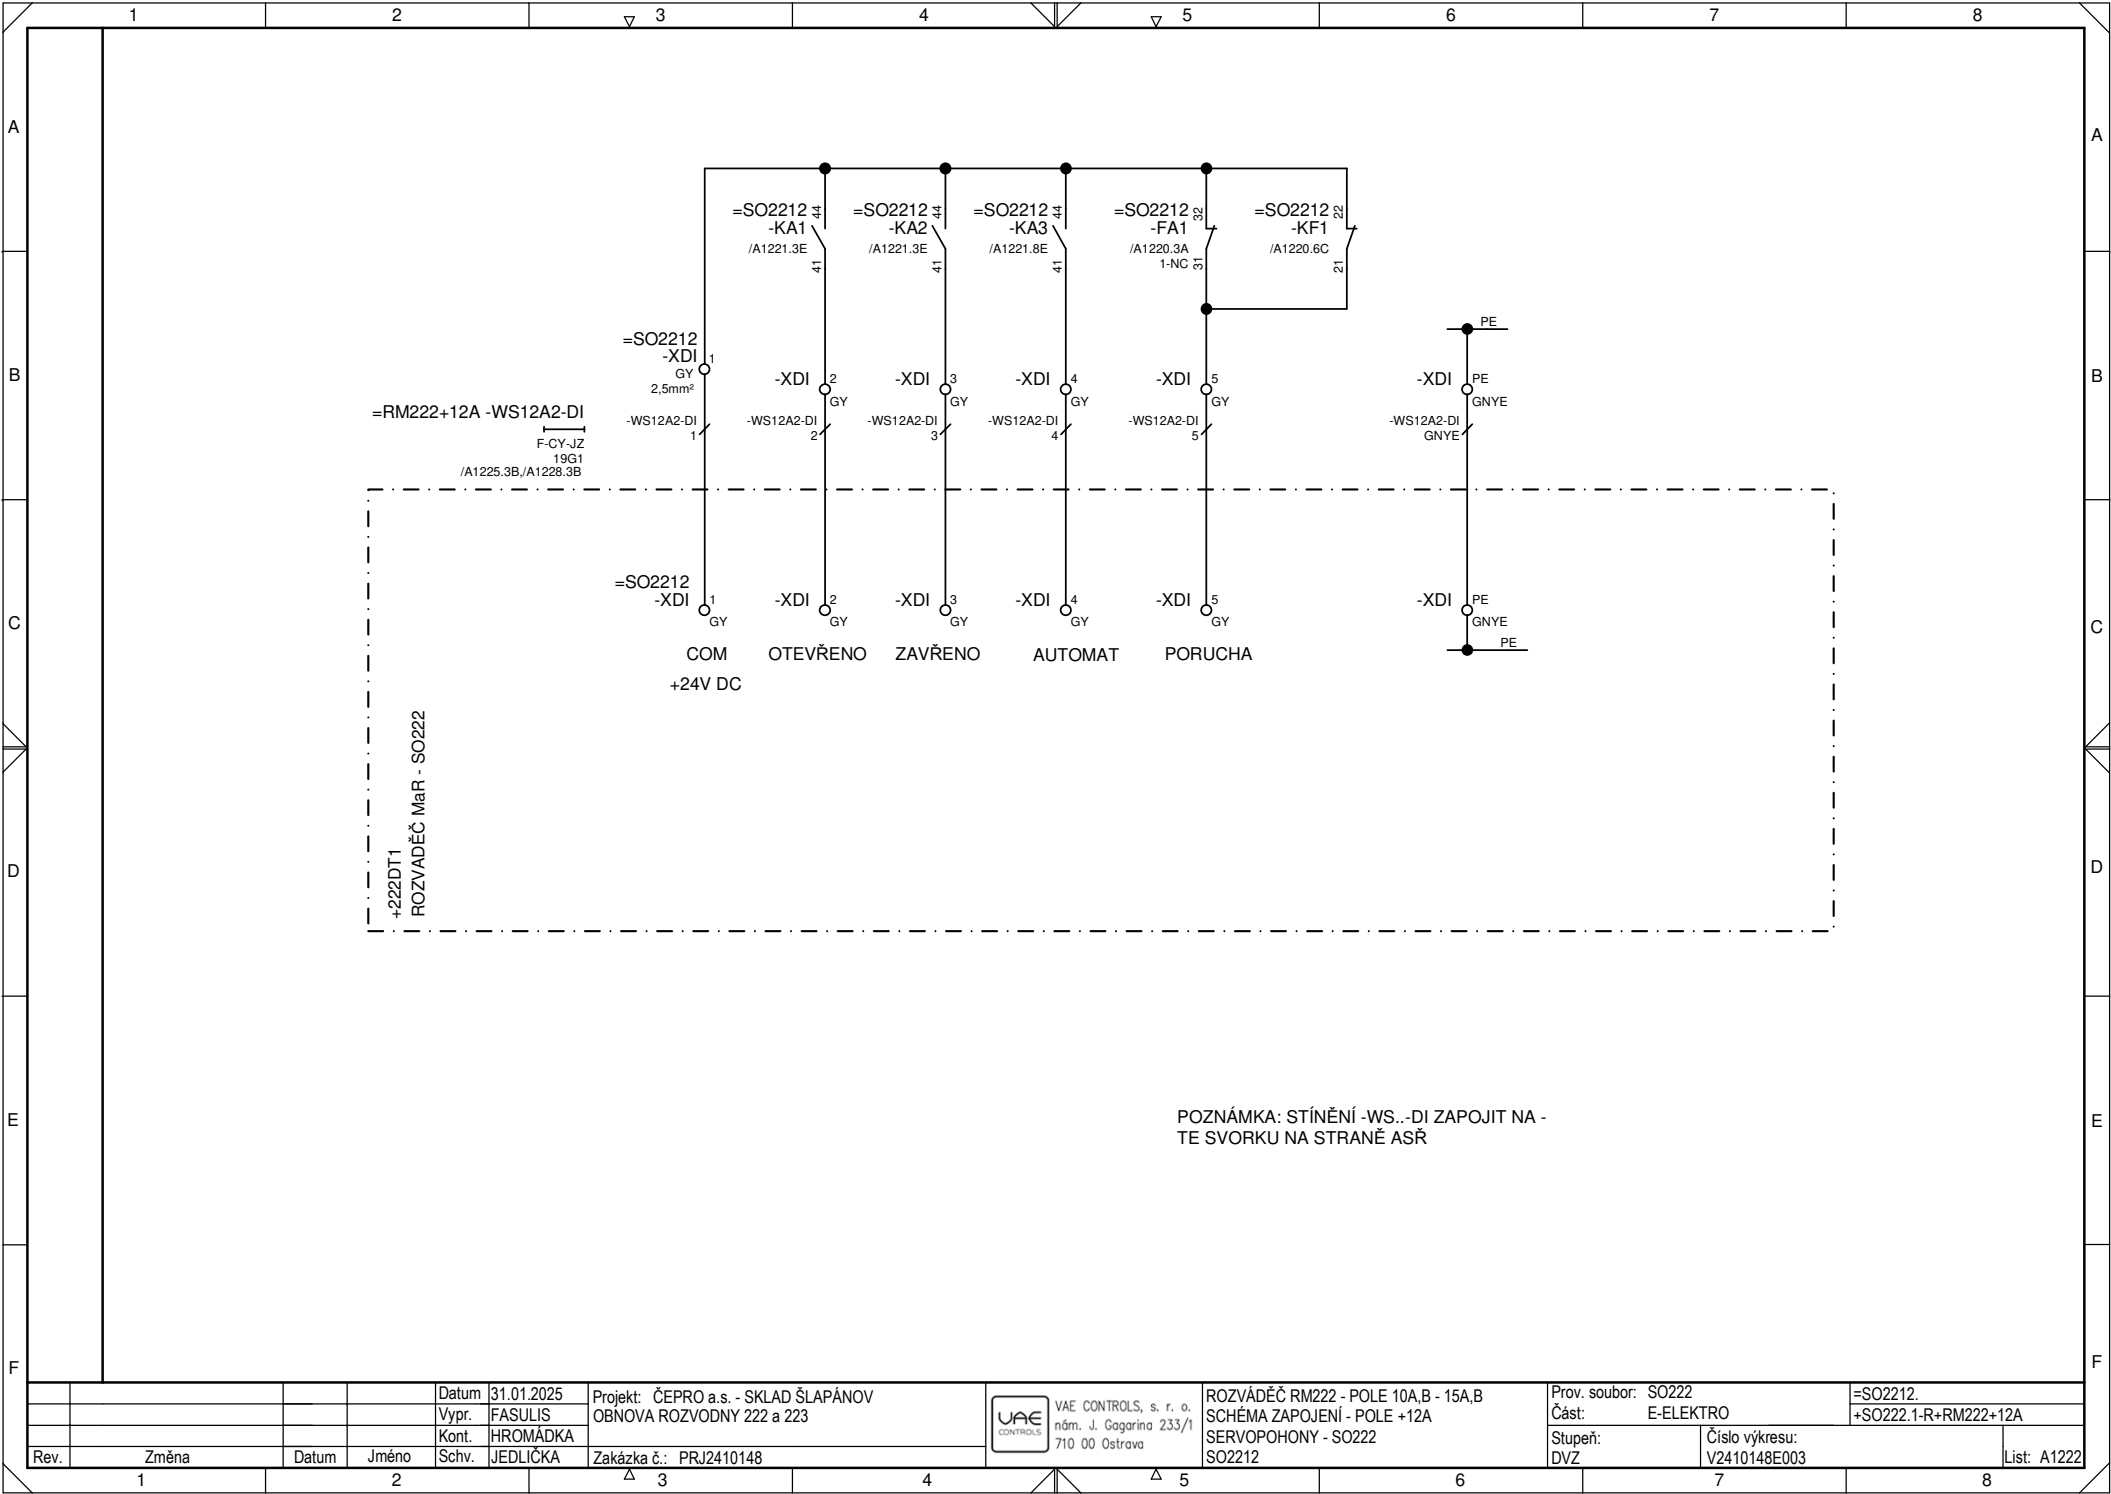 1 2 3 4 5 6 7 8
A A
=SO2212 44
-KA1
/A1221.3E
41
=SO2212 44
-KA2
/A1221.3E
41
=SO2212 44
-KA3
/A1221.8E
41
=SO2212 32
-FA1
/A1220.3A
1-NC 31
=SO2212 22
-KF1
/A1220.6C
21
B B
=SO2212
-XDI 1
GY
2,5mm²
-XDI 2
GY
-XDI 3
GY
-XDI 4
GY
-XDI 5
GY
PE
-XDI PE
GNYE
=RM222+12A -WS12A2-DI
F-CY-JZ
19G1
/A1225.3B,/A1228.3B
-WS12A2-DI
1
-WS12A2-DI
2
-WS12A2-DI
3
-WS12A2-DI
4
-WS12A2-DI
5
-WS12A2-DI
GNYE
C C
=SO2212
-XDI 1
GY
-XDI 2
GY
-XDI 3
GY
-XDI 4
GY
-XDI 5
GY
-XDI PE
GNYE
PE
COM OTEVŘENO ZAVŘENO AUTOMAT PORUCHA
+24V DC
+222DT1
ROZVADĚČ MaR - SO222
D D
E E
POZNÁMKA: STÍNĚNÍ -WS..-DI ZAPOJIT NA -
TE SVORKU NA STRANĚ ASŘ
F F
Rev. Změna Datum Jméno
Datum 31.01.2025
Vypr. FASULIS
Kont. HROMÁDKA
Schv. JEDLIČKA
Projekt: ČEPRO a.s. - SKLAD ŠLAPÁNOV
OBNOVA ROZVODNY 222 a 223
Zakázka č.: PRJ2410148
UAE
CONTROLS
VAE CONTROLS, s. r. o.
nám. J. Gagarina 233/1
710 00 Ostrava
ROZVÁDĚČ RM222 - POLE 10A,B - 15A,B
SCHÉMA ZAPOJENÍ - POLE +12A
SERVOPOHONY - SO222
SO2212
Prov. soubor: SO222
Část: E-ELEKTRO
Stupeň:
DVZ
Číslo výkresu:
V2410148E003
=SO2212.
+SO222.1-R+RM222+12A
List: A1222
1 2 3 4 5 6 7 8